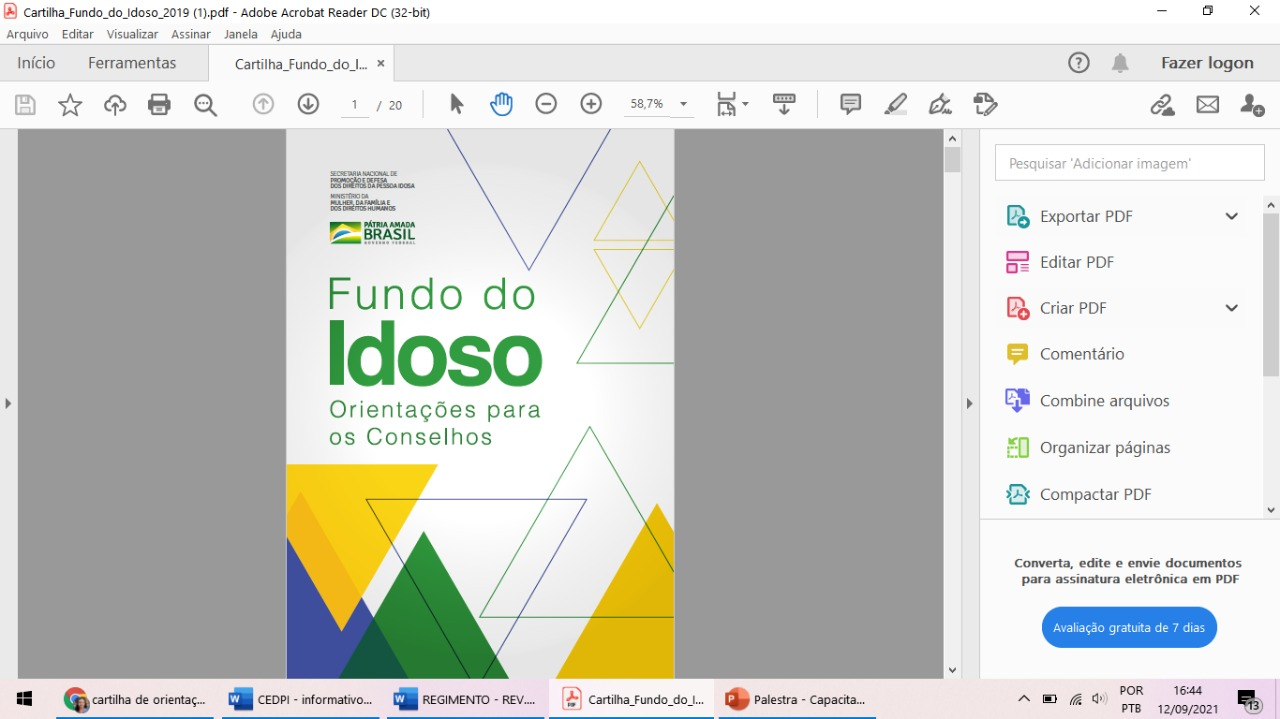 Cartilha_Fundo_do_Idoso_2019 (1).pdf - Adobe Acrobat Reader DC (32-bit)
Arquivo Editar Visualizar Assinar Janela Ajuda
Início Ferramentas Cartilha_Fundo_do_I... × Fazer logon
1 / 20 58,7%
SECRETARIA NACIONAL DE
PROMOÇÃO E DEFESA
DOS DIREITOS DA PESSOA IDOSA
MINISTÉRIO DA
MULHER, DA FAMÍLIA E
DOS DIREITOS HUMANOS
PÁTRIA AMADA
BRASIL
GOVERNO FEDERAL
Fundo do
Idoso
Orientações para
os Conselhos
Pesquisar 'Adicionar imagem'
Exportar PDF
Editar PDF
Criar PDF
Comentário
Combine arquivos
Organizar páginas
Compactar PDF
Converta, edite e envie documentos
para assinatura eletrônica em PDF
Avaliação gratuita de 7 dias
cartilha de orientaç... CEDPI - informativo... REGIMENTO - REV.... Cartilha_Fundo_do_I... Palestra - Capacita...
POR
PTB
16:44
12/09/2021
13